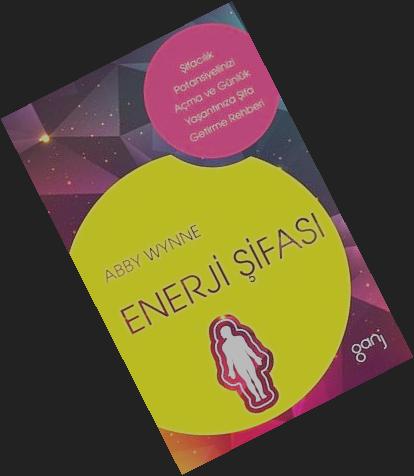 Şifacılık
Potansiyelinizi
Açma ve Günlük
Yaşantınıza Şifa
Getirme Rehberi
ABBY WYNNE
ENERJİ ŞİFASI
ganj